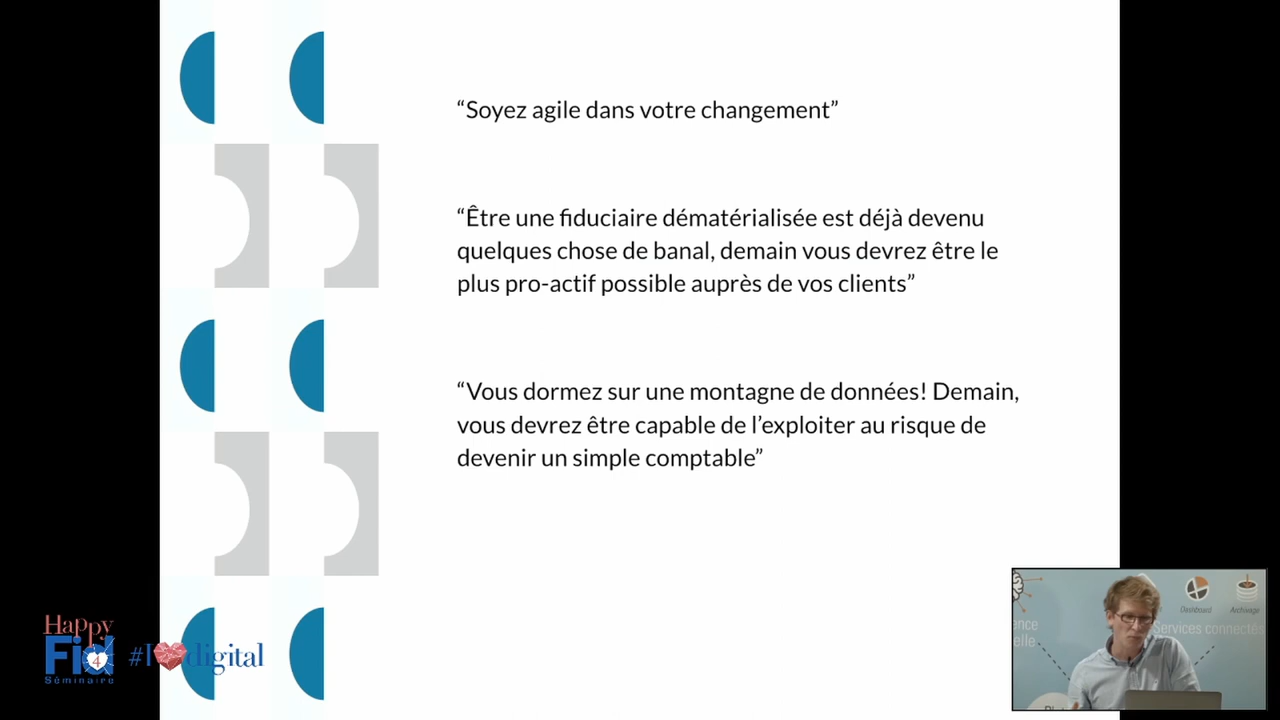 “Soyez agile dans votre changement”
“Être une fiduciaire dématérialisée est déjà devenu
quelques chose de banal, demain vous devrez être le
plus pro-actif possible auprès de vos clients”
“Vous dormez sur une montagne de données! Demain,
vous devrez être capable de l’exploiter au risque de
devenir un simple comptable”
Happy
Fid 4
Séminaire
#I digital
Dashboard
Archivage
ence
elle
Services connectés